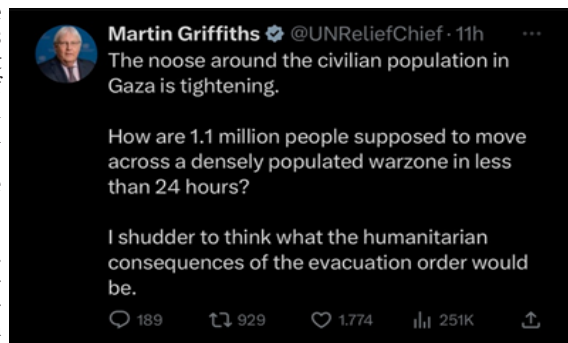 Martin Griffiths @UNReliefChief · 11h ...
The noose around the civilian population in
Gaza is tightening.
How are 1.1 million people supposed to move
across a densely populated warzone in less
than 24 hours?
I shudder to think what the humanitarian
consequences of the evacuation order would
be.
189 929 1.774 251K